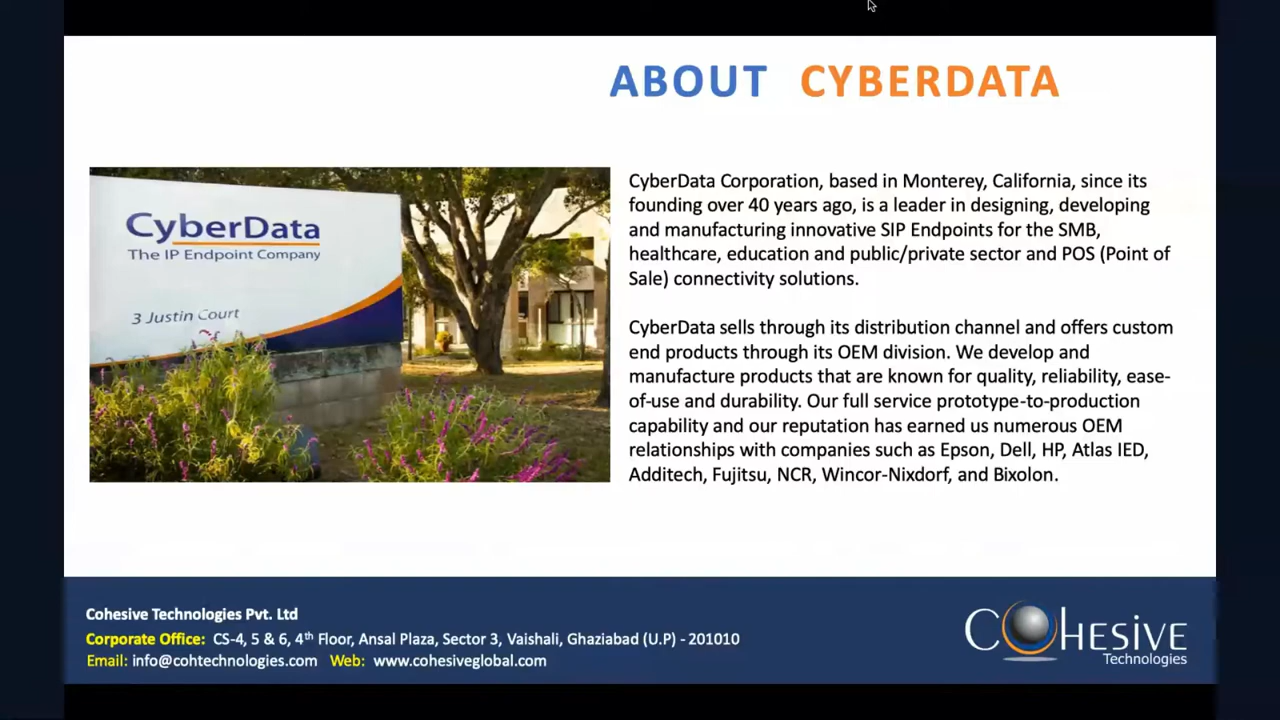 ABOUT CYBERDATA
CyberData
The IP Endpoint Company
3 Justin Court
CyberData Corporation, based in Monterey, California, since its
founding over 40 years ago, is a leader in designing, developing
and manufacturing innovative SIP Endpoints for the SMB,
healthcare, education and public/private sector and POS (Point of
Sale) connectivity solutions.
CyberData sells through its distribution channel and offers custom
end products through its OEM division. We develop and
manufacture products that are known for quality, reliability, ease-
of-use and durability. Our full service prototype-to-production
capability and our reputation has earned us numerous OEM
relationships with companies such as Epson, Dell, HP, Atlas IED,
Additech, Fujitsu, NCR, Wincor-Nixdorf, and Bixolon.
Cohesive Technologies Pvt. Ltd
Corporate Office: CS-4, 5 & 6, 4th Floor, Ansal Plaza, Sector 3, Vaishali, Ghaziabad (U.P) - 201010
Email: info@cohtechnologies.com Web: www.cohesiveglobal.com
COHESiVE
Technologies